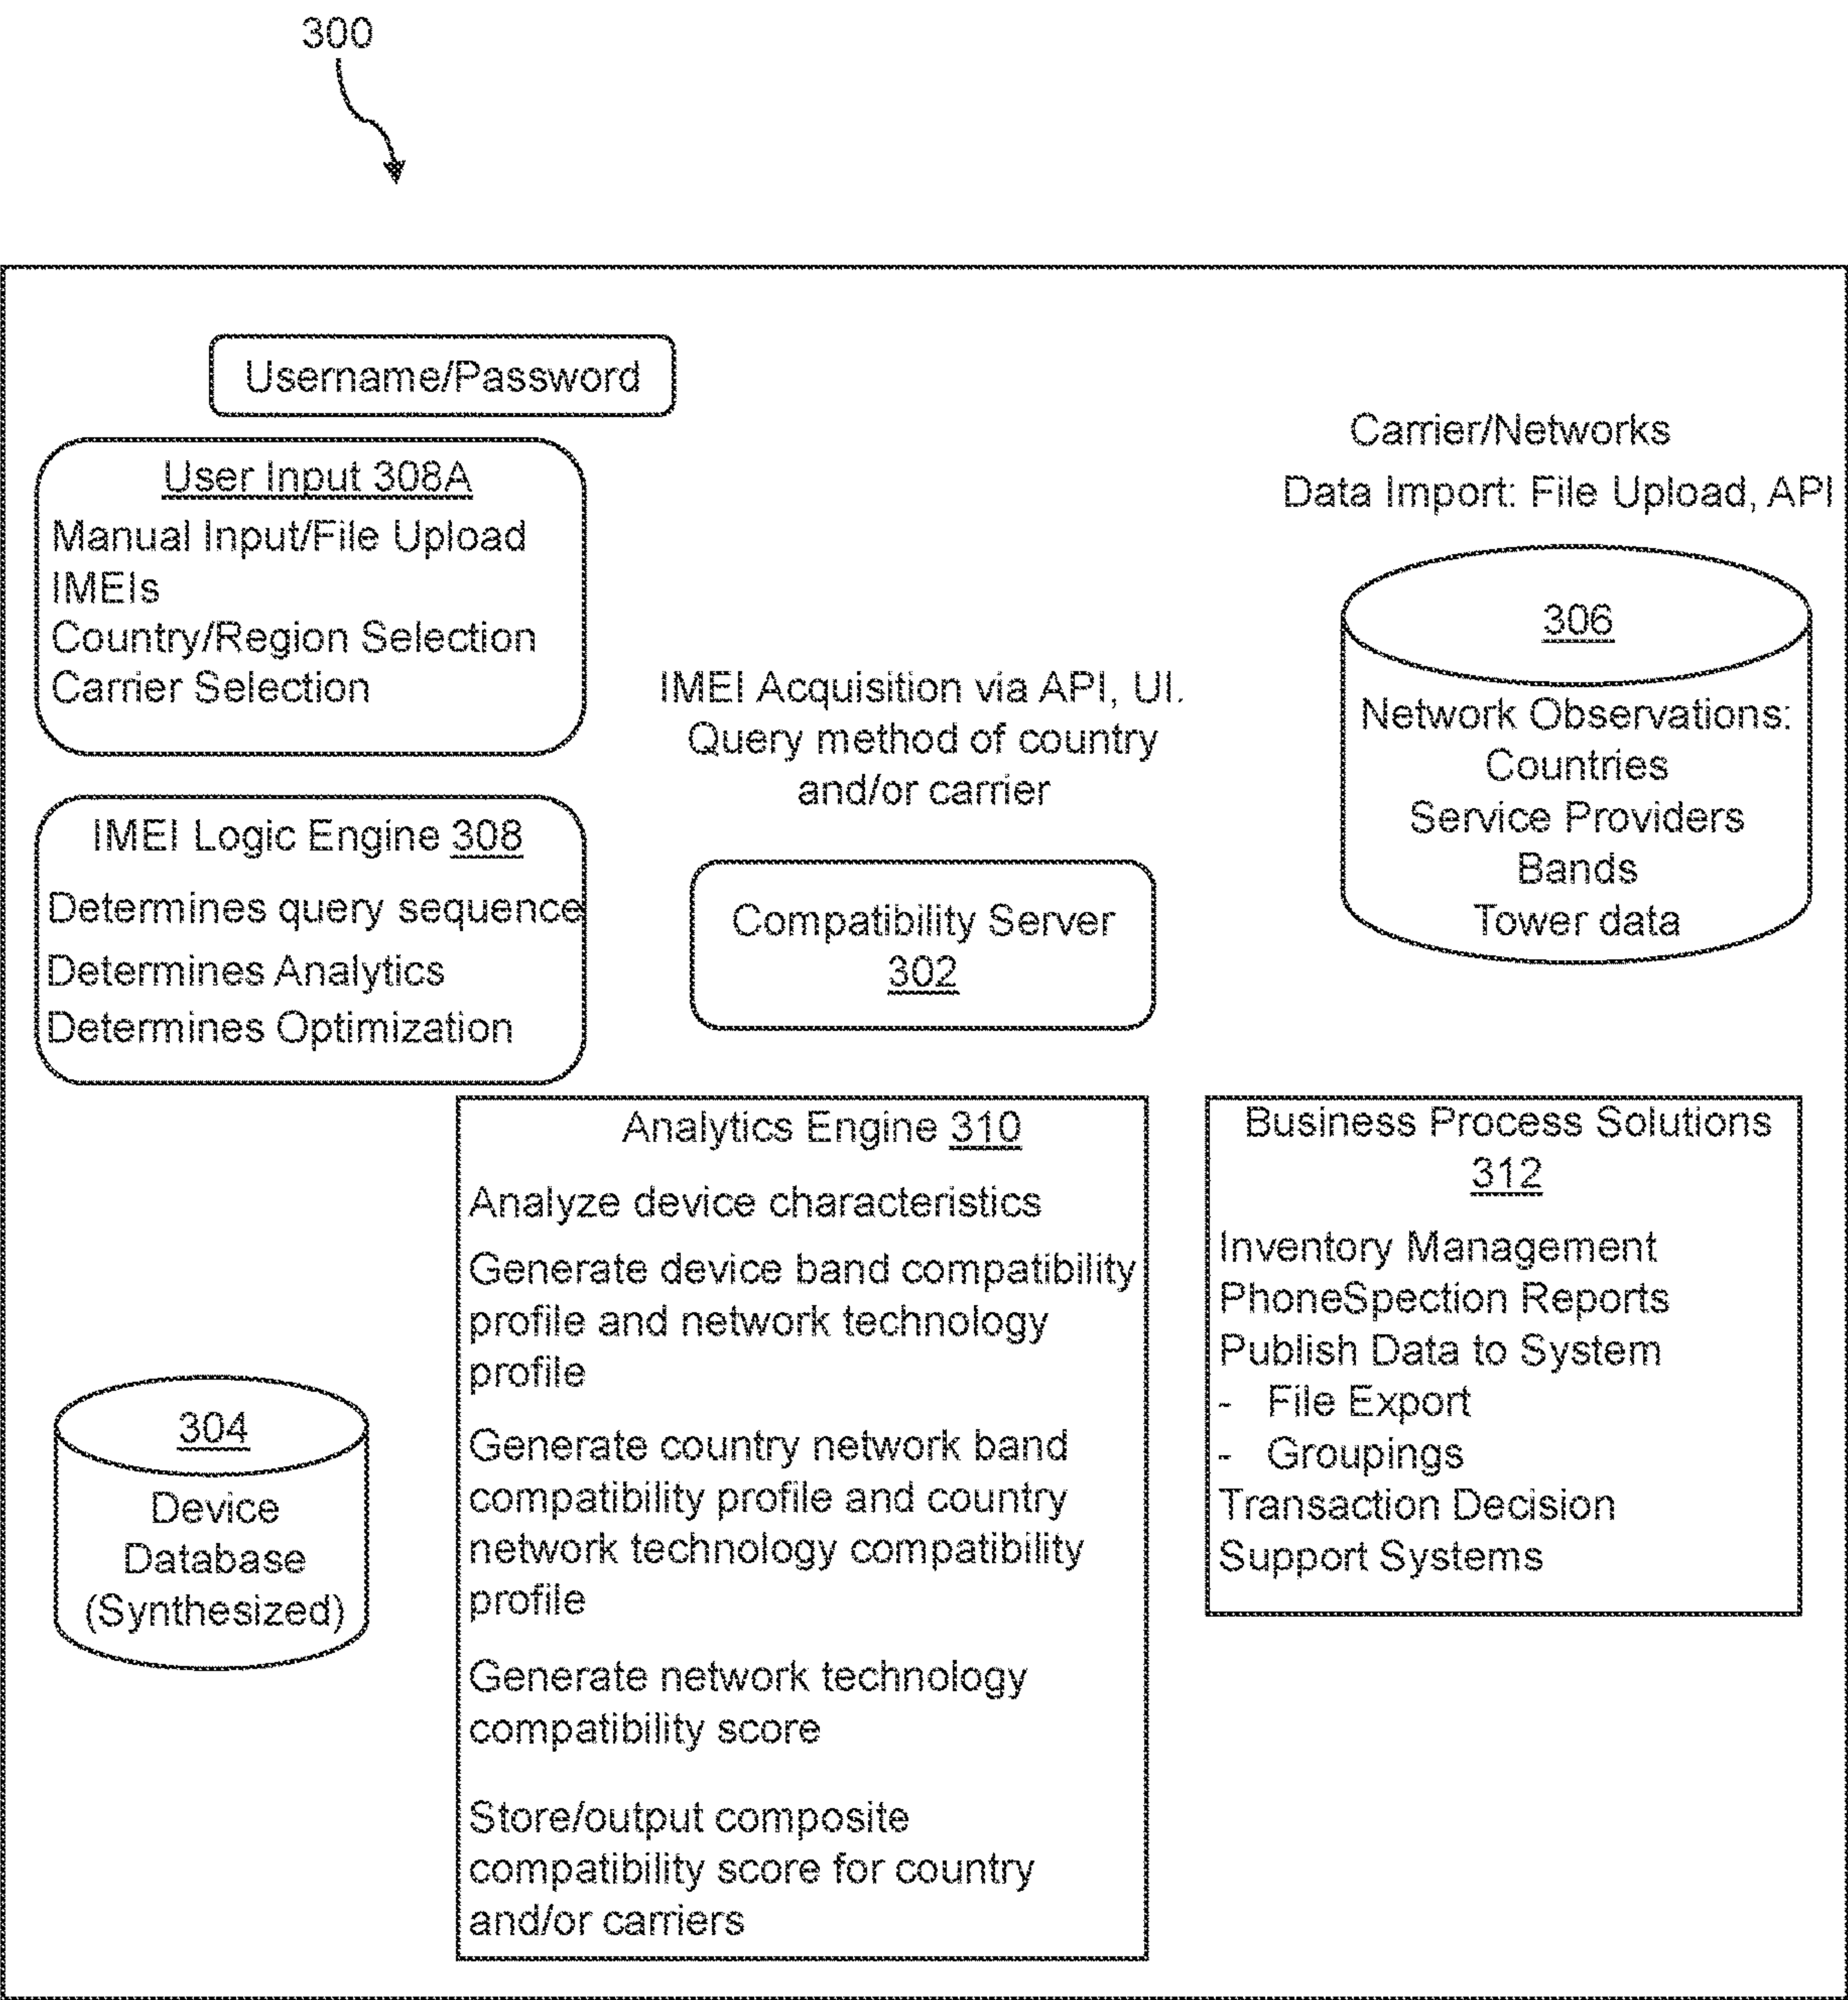 300
Username/Password
User Input 308A
Manual Input/File Upload
IMEIs
Country/Region Selection
Carrier Selection
IMEI Logic Engine 308
Determines query sequence
Determines Analytics
Determines Optimization
IMEI Acquisition via API, UI.
Query method of country
and/or carrier
Compatibility Server
302
Carrier/Networks
Data Import: File Upload, API
306
Network Observations:
Countries
Service Providers
Bands
Tower data
304
Device
Database
(Synthesized)
Analytics Engine 310
Analyze device characteristics
Generate device band compatibility
profile and network technology
profile
Generate country network band
compatibility profile and country
network technology compatibility
profile
Generate network technology
compatibility score
Store/output composite
compatibility score for country
and/or carriers
Business Process Solutions
312
Inventory Management
PhoneSpection Reports
Publish Data to System
- File Export
- Groupings
Transaction Decision
Support Systems